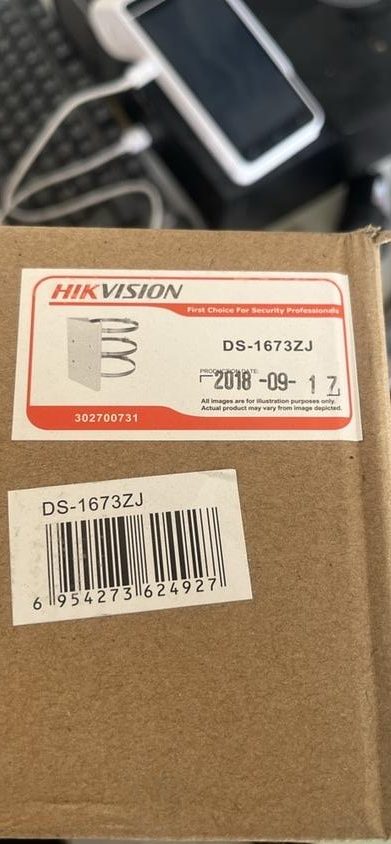 HIKVISION
First Choice For Security Professionals
DS-1673ZJ
PRODUCTION DATE:
2018-09-17
All images are for illustration purposes only.
Actual product may vary from image depicted.
302700731
DS-1673ZJ
6 954273 624927